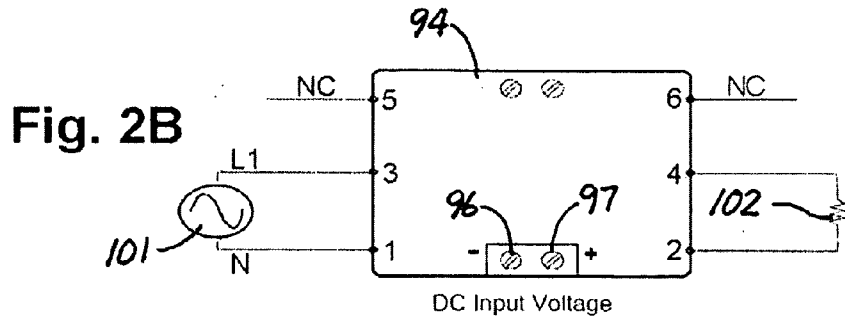 94
NC 5 6 NC
Fig. 2B
L1 3 4
96 97 102
101 N 1 - + 2
DC Input Voltage